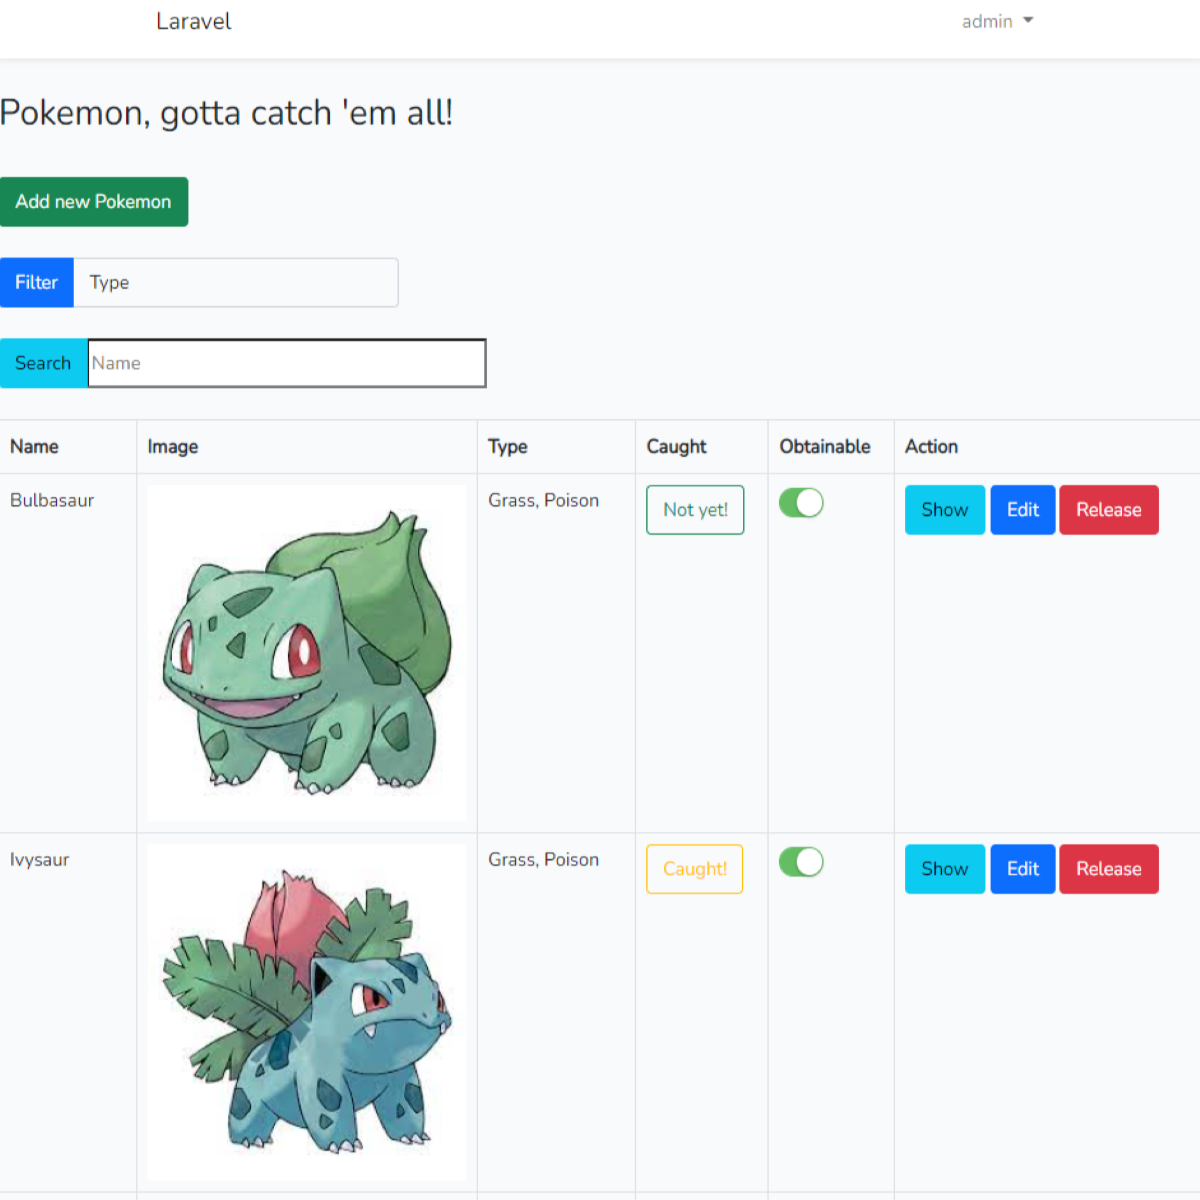 Laravel admin
Pokemon, gotta catch 'em all!
Add new Pokemon
Filter Type
Search Name
Name Image Type Caught Obtainable Action
Bulbasaur Grass, Poison Not yet! Show Edit Release
Ivysaur Grass, Poison Caught! Show Edit Release